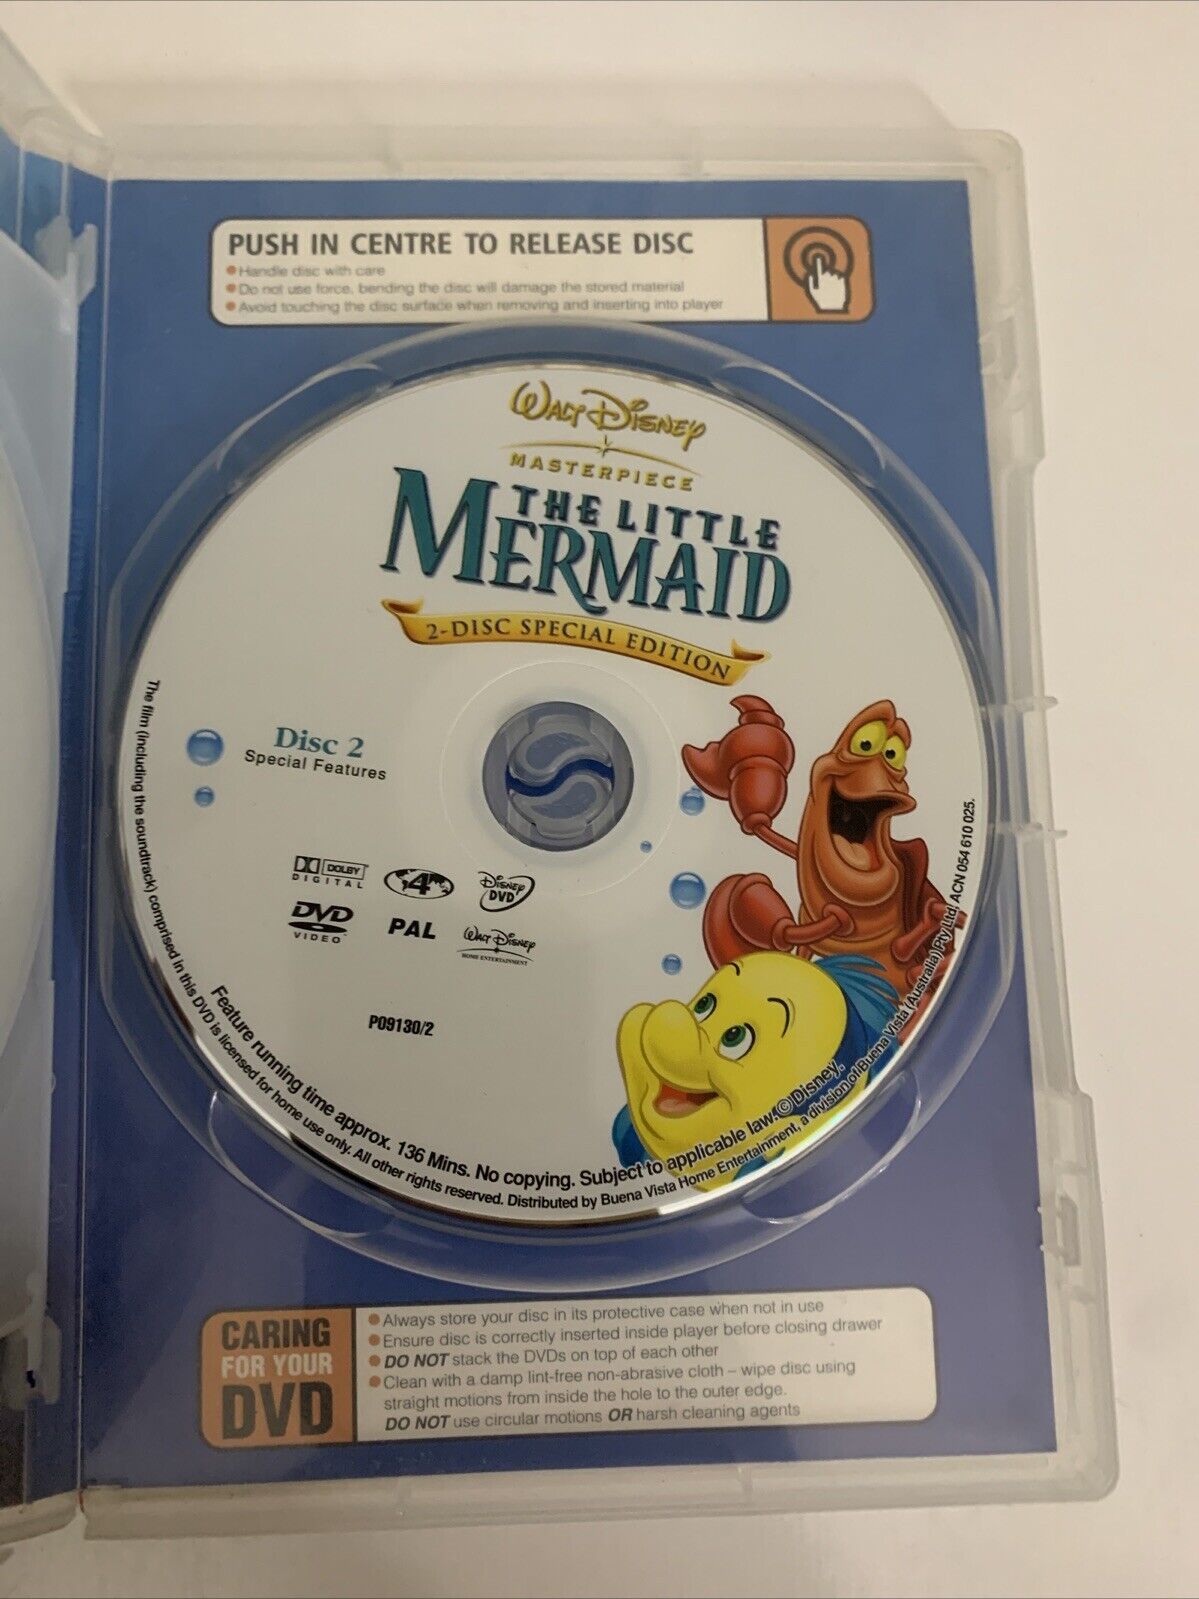 PUSH IN CENTRE TO RELEASE DISC
Handle disc with care
Do not use force, bending the disc will damage the stored material
Avoid touching the disc surface when removing and inserting into player
WALT DISNEY
MASTERPIECE
THE LITTLE
MERMAID
2-DISC SPECIAL EDITION
Disc 2
Special Features
DOLBY
DIGITAL
4
DISNEY
DVD
DVD
VIDEO
PAL
WALT DISNEY
HOME ENTERTAINMENT
P09130/2
Feature running time approx. 136 Mins. No copying. Subject to applicable law. © Disney.
The film (including the soundtrack) comprised in this DVD is licensed for home use only. All other rights reserved. Distributed by Buena Vista Home Entertainment, a division of Buena Vista (Australia) Pty Ltd. ACN 054 610 025.
CARING
FOR YOUR
DVD
Always store your disc in its protective case when not in use
Ensure disc is correctly inserted inside player before closing drawer
DO NOT stack the DVDs on top of each other
Clean with a damp lint-free non-abrasive cloth – wipe disc using
straight motions from inside the hole to the outer edge.
DO NOT use circular motions OR harsh cleaning agents